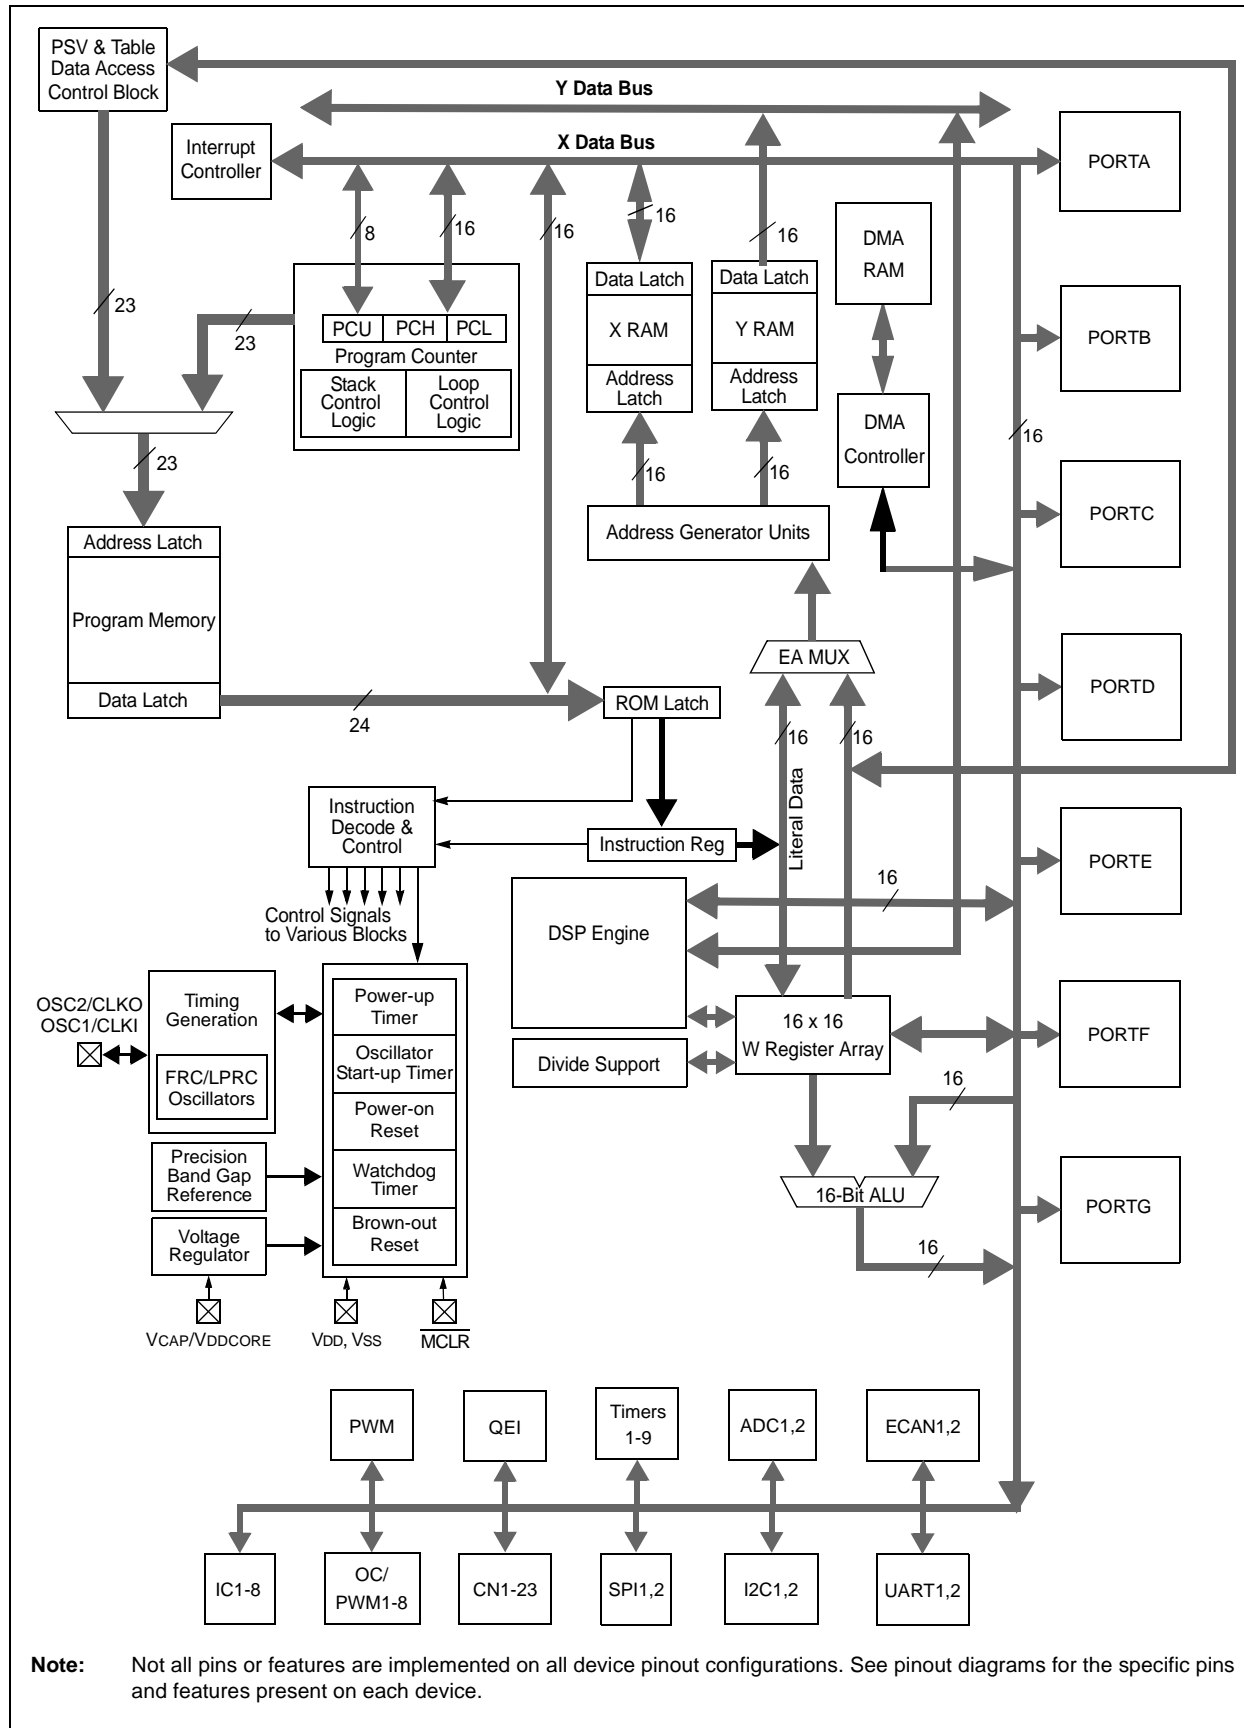 PSV & Table
Data Access
Control Block
Y Data Bus
X Data Bus
Interrupt
Controller
PORTA
8
16
16
16
16
DMA
RAM
23
23
Data Latch
X RAM
Address
Latch
Data Latch
Y RAM
Address
Latch
PCU
PCH
PCL
Program Counter
Stack
Control
Logic
Loop
Control
Logic
PORTB
DMA
Controller
16
23
16
16
PORTC
Address Latch
Program Memory
Data Latch
Address Generator Units
EA MUX
PORTD
24
ROM Latch
16
16
Literal Data
Instruction
Decode &
Control
Instruction Reg
PORTE
Control Signals
to Various Blocks
DSP Engine
16
OSC2/CLKO
OSC1/CLKI
Timing
Generation
FRC/LPRC
Oscillators
Power-up
Timer
Oscillator
Start-up Timer
Power-on
Reset
Watchdog
Timer
Brown-out
Reset
16 x 16
W Register Array
Divide Support
PORTF
16
Precision
Band Gap
Reference
Voltage
Regulator
16-Bit ALU
PORTG
16
VCAP/VDDCORE
VDD, VSS
MCLR
PWM
QEI
Timers
1-9
ADC1,2
ECAN1,2
IC1-8
OC/
PWM1-8
CN1-23
SPI1,2
I2C1,2
UART1,2
Note: Not all pins or features are implemented on all device pinout configurations. See pinout diagrams for the specific pins
and features present on each device.